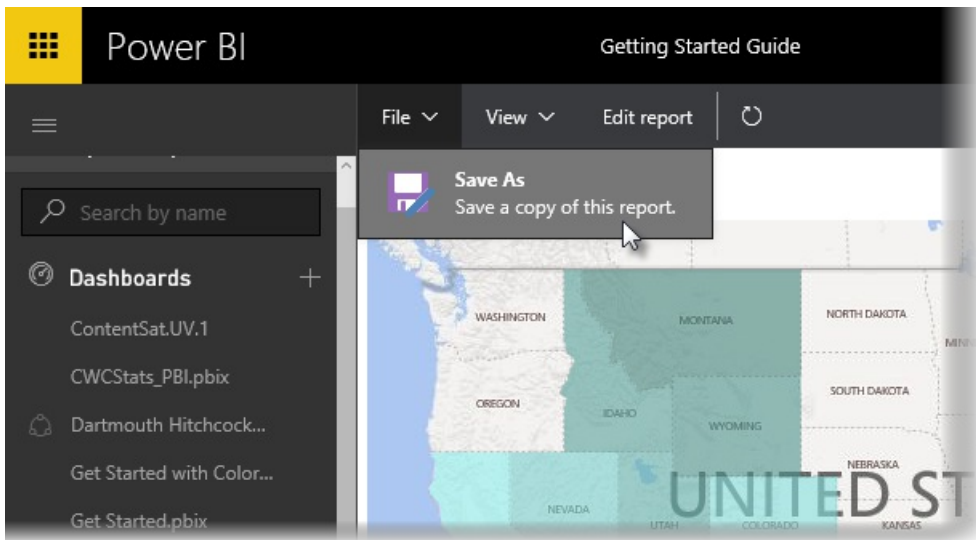 Power BI
Getting Started Guide
File
View
Edit report
Save As
Save a copy of this report.
Search by name
Dashboards
ContentSat.UV.1
CWCStats_PBI.pbix
Dartmouth Hitchcock...
Get Started with Color...
Get Started.pbix
WASHINGTON
MONTANA
NORTH DAKOTA
OREGON
IDAHO
WYOMING
SOUTH DAKOTA
NEBRASKA
UNITED ST
NEVADA
UTAH
COLORADO
KANSAS